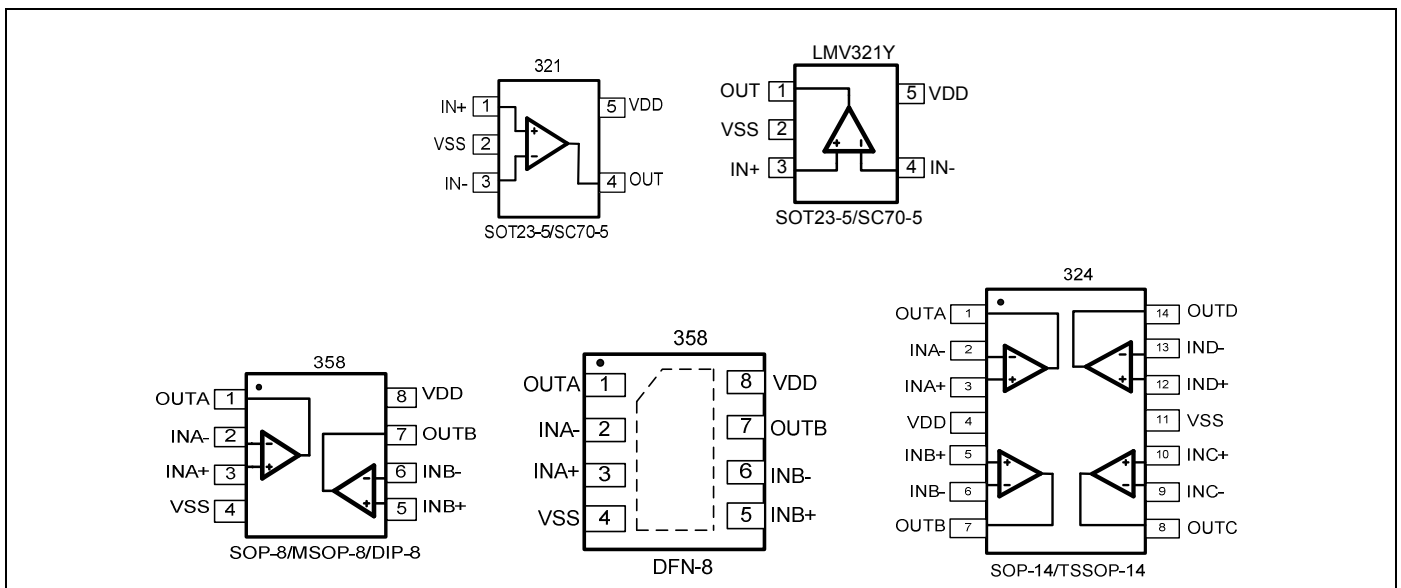 321
IN+ 1 5 VDD
VSS 2
IN- 3 4 OUT
+
-
SOT23-5/SC70-5
LMV321Y
OUT 1 5 VDD
VSS 2
IN+ 3 4 IN-
+ -
SOT23-5/SC70-5
358
OUTA 1 8 VDD
INA- 2 7 OUTB
INA+ 3 6 INB-
VSS 4 5 INB+
- +
- +
SOP-8/MSOP-8/DIP-8
358
OUTA 1 8 VDD
INA- 2 7 OUTB
INA+ 3 6 INB-
VSS 4 5 INB+
DFN-8
324
OUTA 1 14 OUTD
INA- 2 13 IND-
INA+ 3 12 IND+
VDD 4 11 VSS
INB+ 5 10 INC+
INB- 6 9 INC-
OUTB 7 8 OUTC
- -
+ +
+ +
- -
SOP-14/TSSOP-14